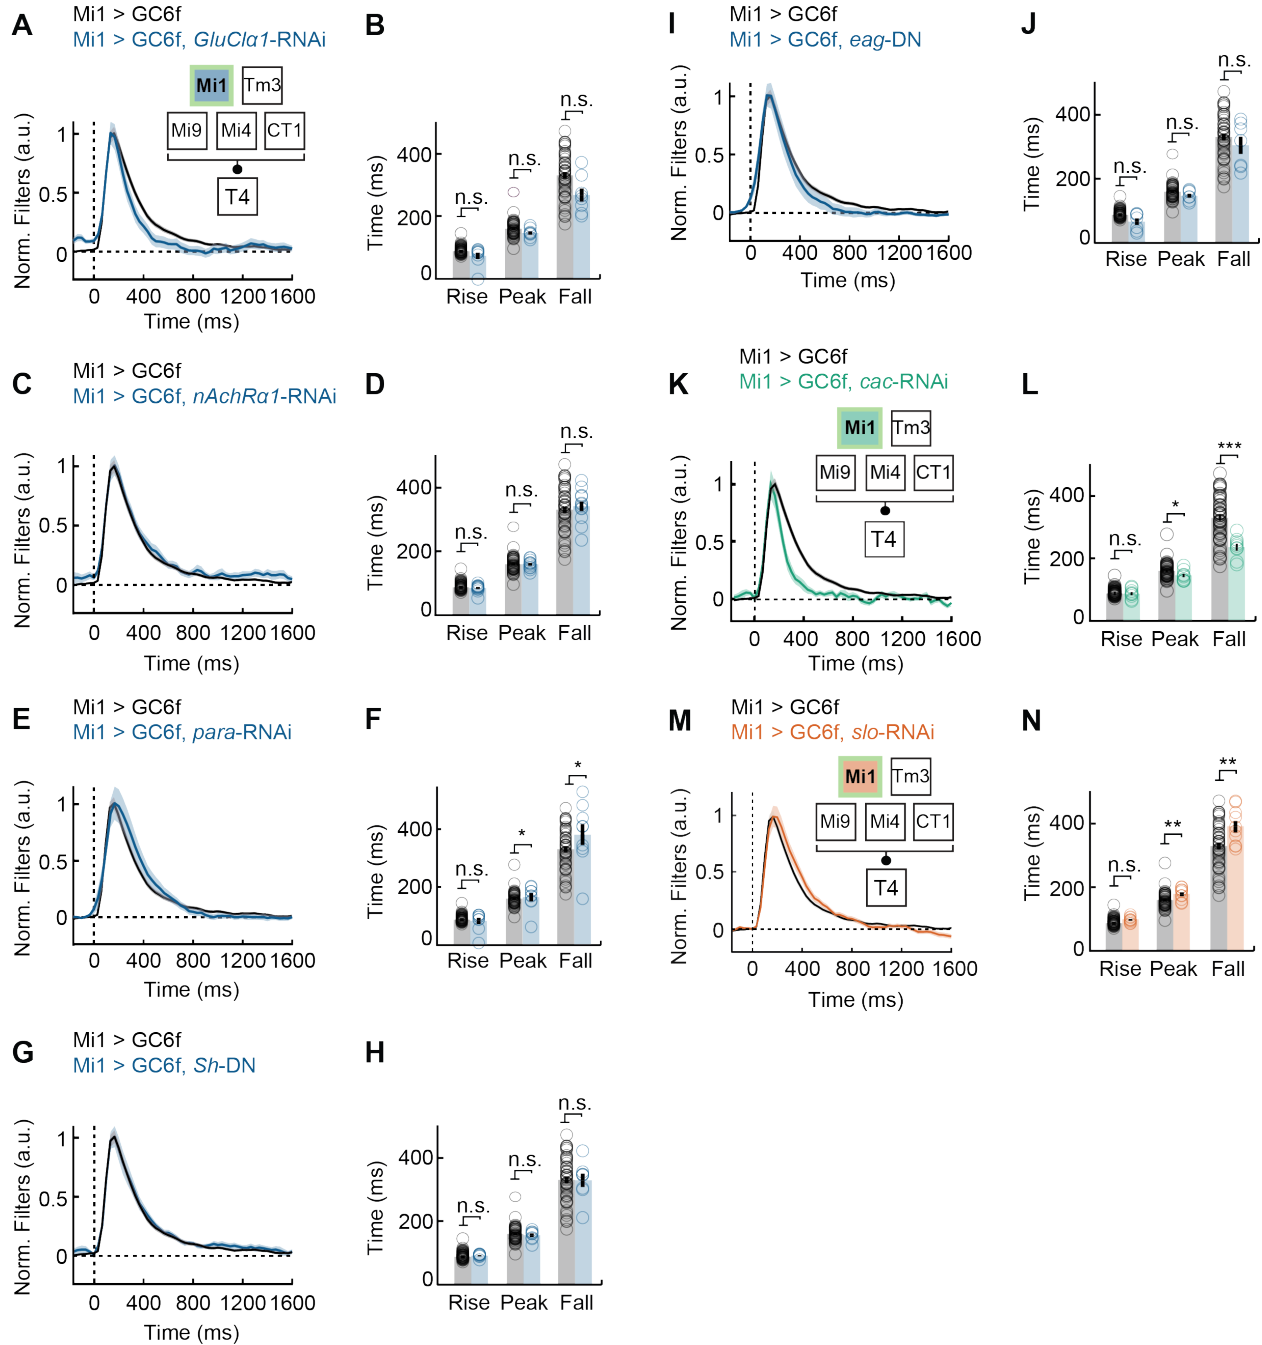 A
Mi1 > GC6f
Mi1 > GC6f, GluClα1-RNAi
Mi1
Tm3
Mi9
Mi4
CT1
T4
Norm. Filters (a.u.)
1
0.5
0
0 400 800 1200 1600
Time (ms)
B
Time (ms)
400
200
0
n.s.
n.s.
n.s.
Rise Peak Fall
C
Mi1 > GC6f
Mi1 > GC6f, nAchRα1-RNAi
Norm. Filters (a.u.)
1
0.5
0
0 400 800 1200 1600
Time (ms)
D
Time (ms)
400
200
0
n.s.
n.s.
n.s.
Rise Peak Fall
E
Mi1 > GC6f
Mi1 > GC6f, para-RNAi
Norm. Filters (a.u.)
1
0.5
0
0 400 800 1200 1600
Time (ms)
F
Time (ms)
400
200
0
n.s.
*
*
Rise Peak Fall
G
Mi1 > GC6f
Mi1 > GC6f, Sh-DN
Norm. Filters (a.u.)
1
0.5
0
0 400 800 1200 1600
Time (ms)
H
Time (ms)
400
200
0
n.s.
n.s.
n.s.
Rise Peak Fall
I
Mi1 > GC6f
Mi1 > GC6f, eag-DN
Norm. Filters (a.u.)
1
0.5
0
0 400 800 1200 1600
Time (ms)
J
Time (ms)
400
200
0
n.s.
n.s.
n.s.
Rise Peak Fall
K
Mi1 > GC6f
Mi1 > GC6f, cac-RNAi
Mi1
Tm3
Mi9
Mi4
CT1
T4
Norm. Filters (a.u.)
1
0.5
0
0 400 800 1200 1600
Time (ms)
L
Time (ms)
400
200
0
n.s.
*
***
Rise Peak Fall
M
Mi1 > GC6f
Mi1 > GC6f, slo-RNAi
Mi1
Tm3
Mi9
Mi4
CT1
T4
Norm. Filters (a.u.)
1
0.5
0
0 400 800 1200 1600
Time (ms)
N
Time (ms)
400
200
0
n.s.
**
**
Rise Peak Fall